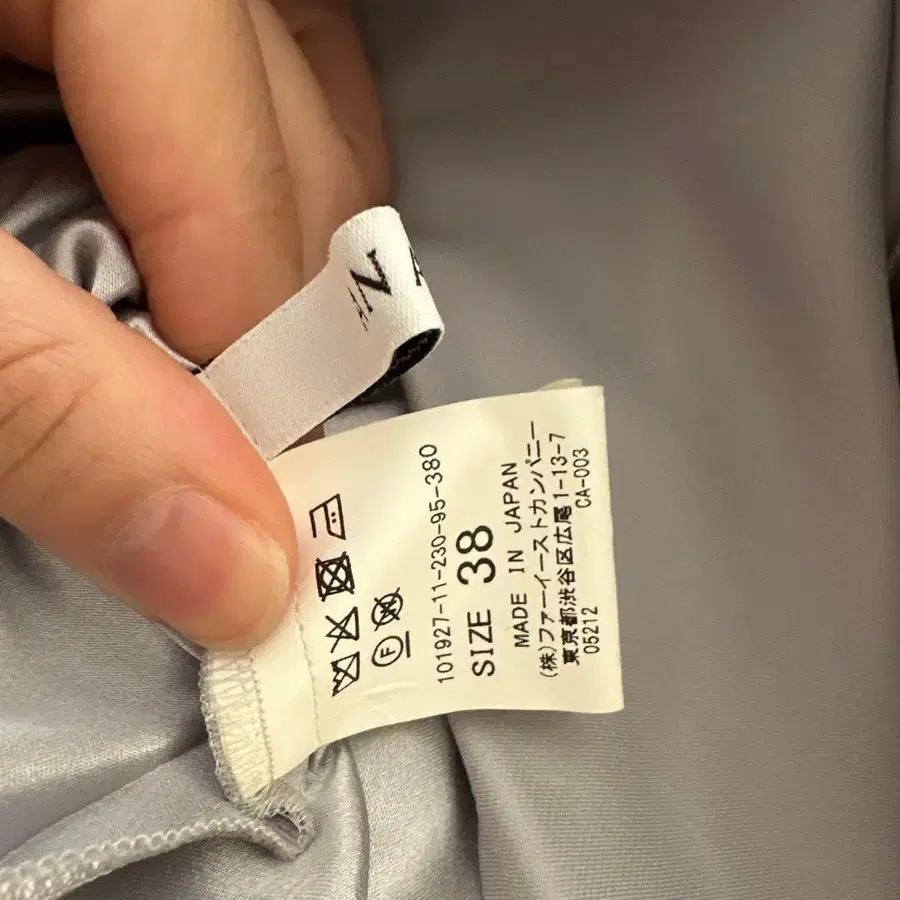 101927-11-230-95-380
SIZE 38
MADE IN JAPAN
(株)ファーイーストカンパニー
東京都渋谷区広尾1-13-7
CA-003
05212
F
W